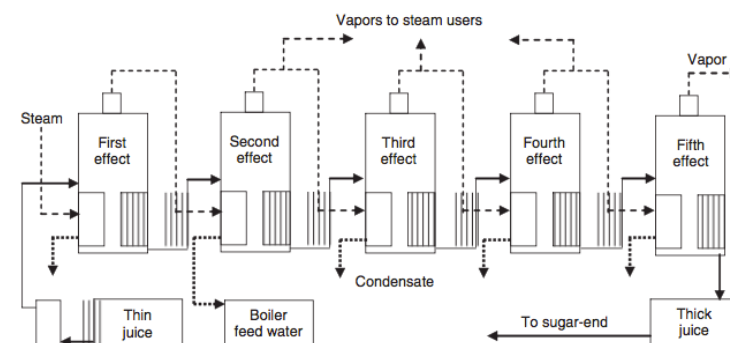 Vapors to steam users
Vapor
Steam
First
effect
Second
effect
Third
effect
Fourth
effect
Fifth
effect
Condensate
Thin
juice
Boiler
feed water
To sugar-end
Thick
juice